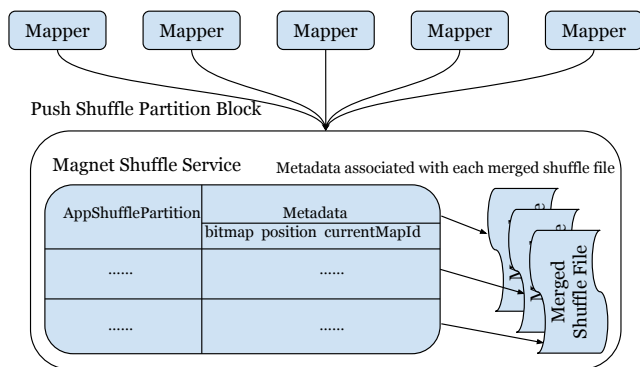 Mapper Mapper Mapper Mapper Mapper
Push Shuffle Partition Block
Magnet Shuffle Service
Metadata associated with each merged shuffle file
AppShufflePartition Metadata
bitmap position currentMapId
...... ......
...... ......
Merged
Shuffle File